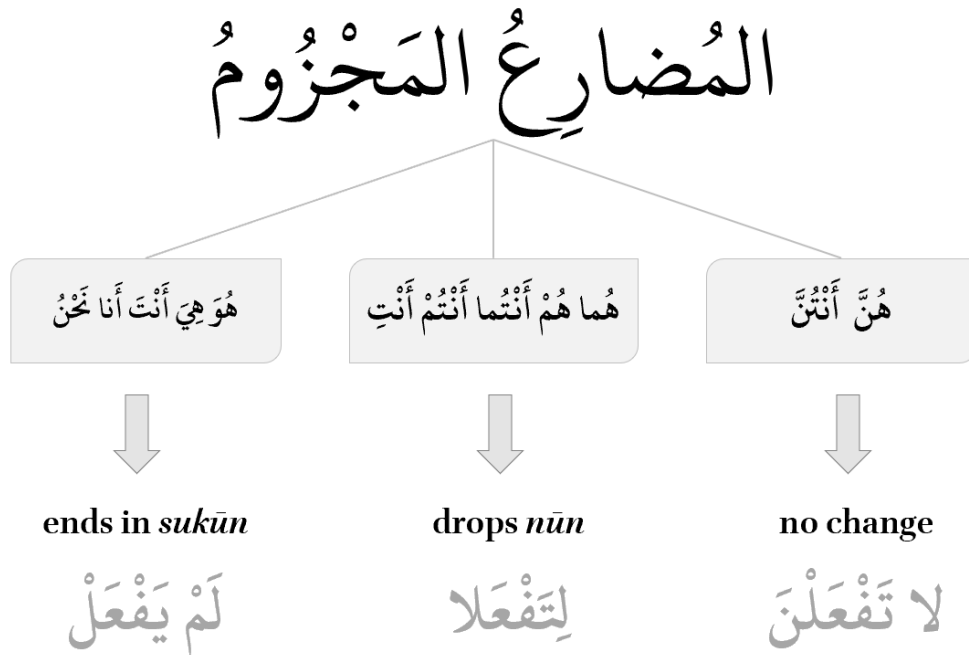 المُضارِعُ المَجْزُومُ
هُنَّ أَنْتُنَّ
هُما هُمْ أَنْتُما أَنْتُمْ أَنْتِ
هُوَ هِيَ أَنْتَ أَنا نَحْنُ
no change
drops nūn
ends in sukūn
لا تَفْعَلْنَ
لِتَفْعَلا
لَمْ يَفْعَلْ